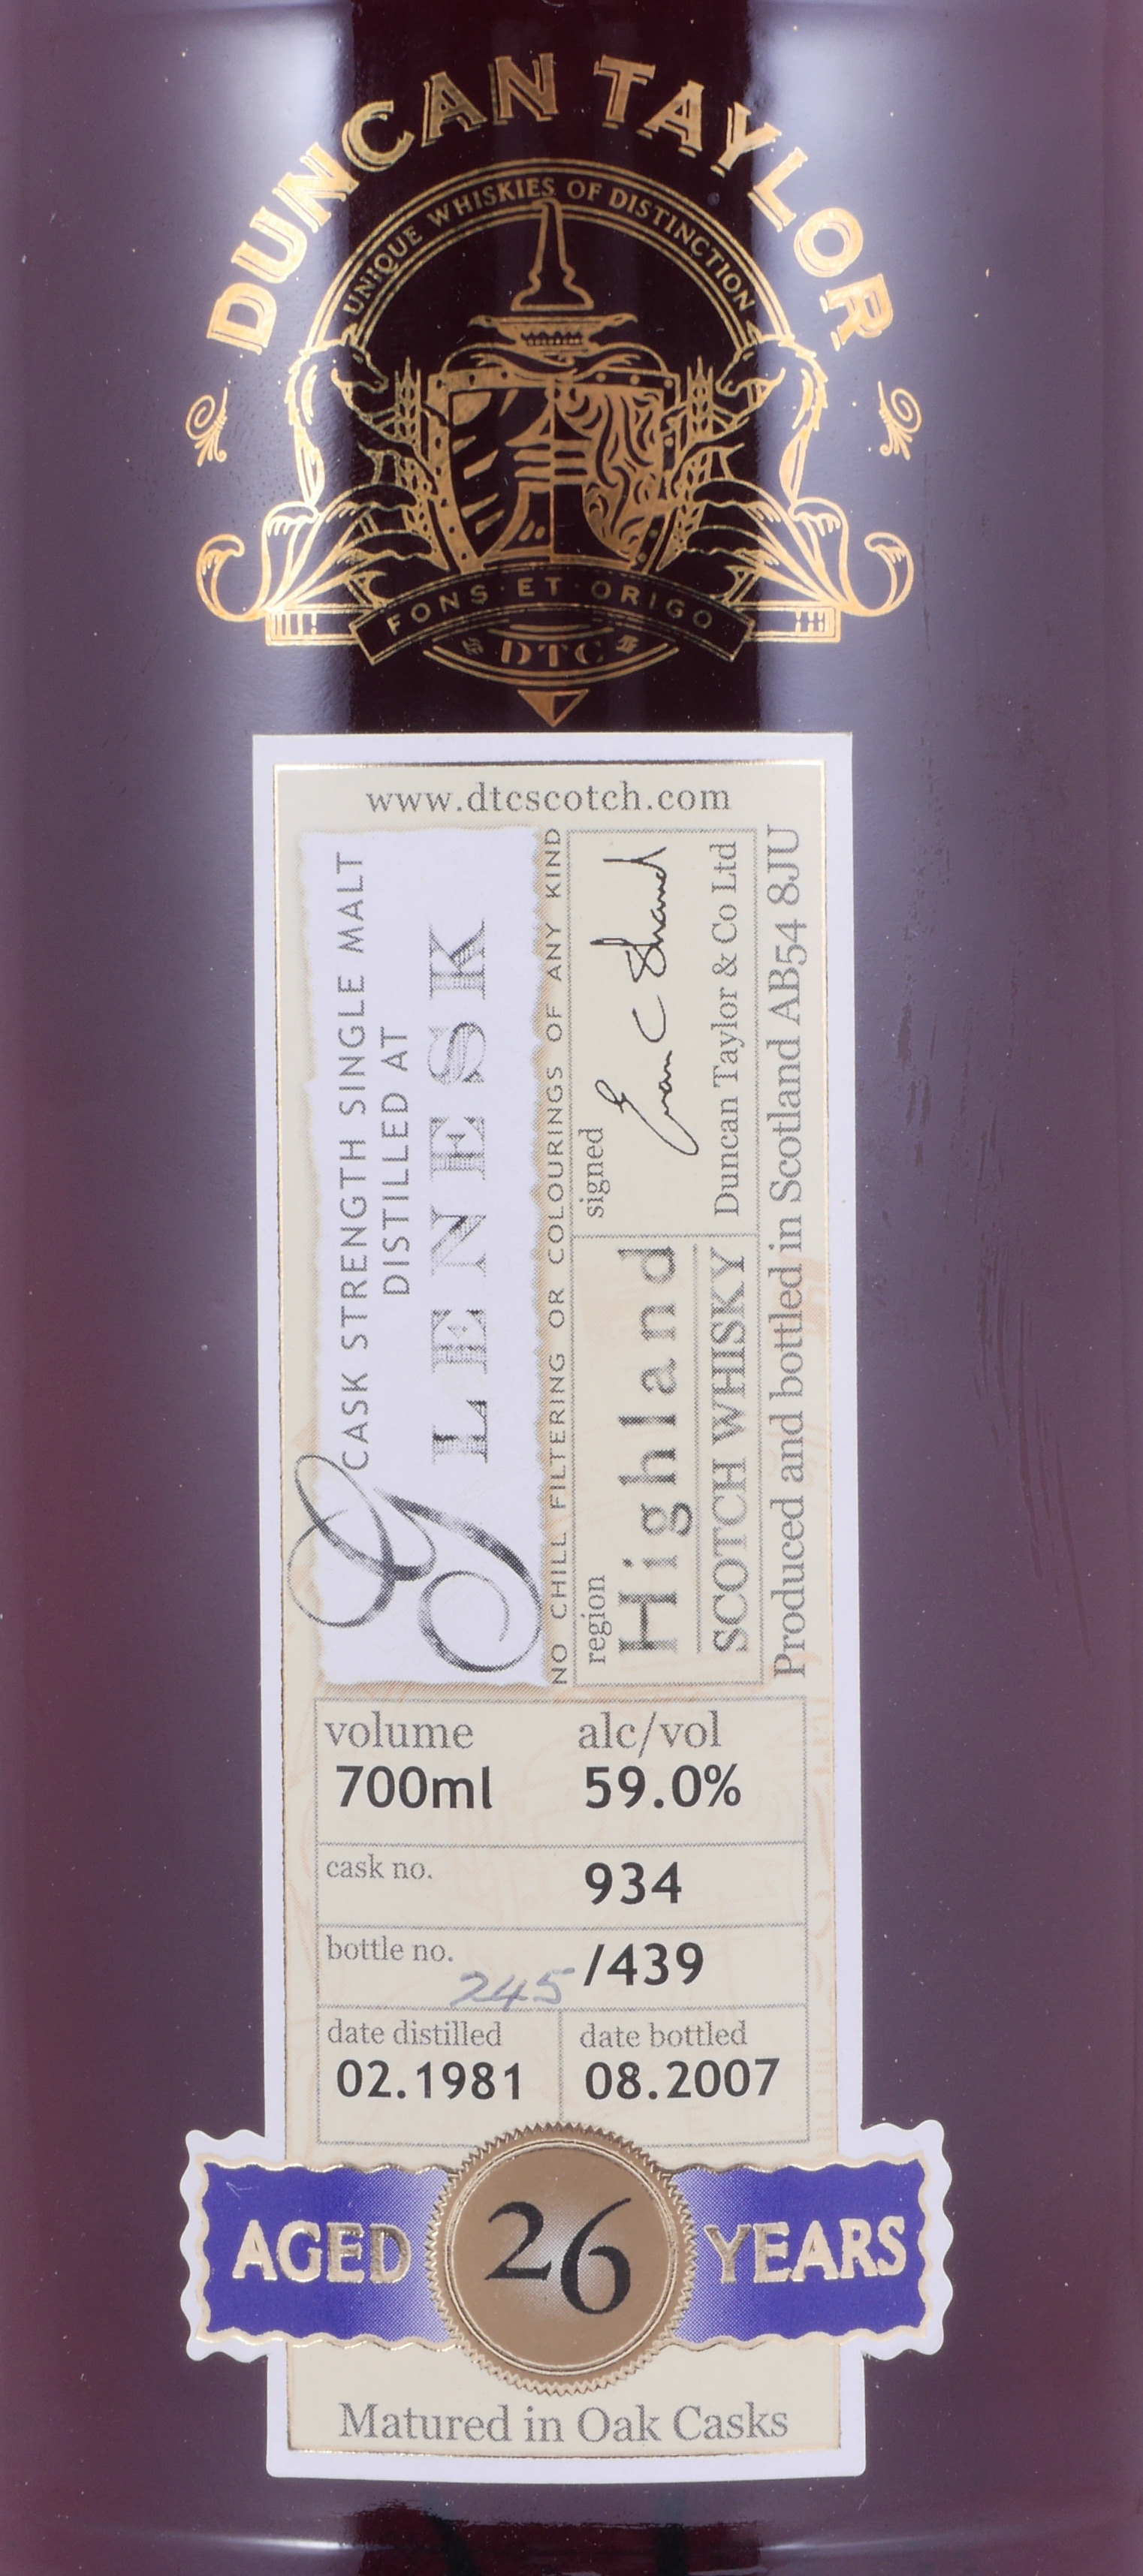 DUNCAN TAYLOR
UNIQUE WHISKIES OF DISTINCTION
FONS·ET·ORIGO
DTC
www.dtcscotch.com
CASK STRENGTH SINGLE MALT
DISTILLED AT
GLENESK
NO CHILL FILTERING OR COLOURINGS OF ANY KIND
region
Highland
SCOTCH WHISKY
signed
Euan C Shand
Duncan Taylor & Co Ltd
Produced and bottled in Scotland AB54 8JU
volume alc/vol
700ml 59.0%
cask no. 934
bottle no. 245 /439
date distilled date bottled
02.1981 08.2007
AGED 26 YEARS
Matured in Oak Casks